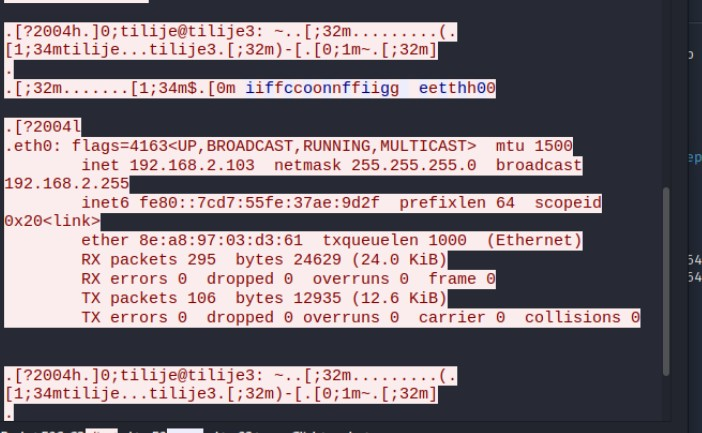 .[?2004h.]0;tilije@tilije3: ~..[;32m.........(.
[1;34mtilije...tilije3.[;32m)-[.[0;1m~.[;32m]
.
.[;32m.......[1;34m$.[0m iiffccoonnffiigg  eetthh00
.[?2004l
.eth0: flags=4163<UP,BROADCAST,RUNNING,MULTICAST>  mtu 1500
        inet 192.168.2.103  netmask 255.255.255.0  broadcast
192.168.2.255
        inet6 fe80::7cd7:55fe:37ae:9d2f  prefixlen 64  scopeid
0x20<link>
        ether 8e:a8:97:03:d3:61  txqueuelen 1000  (Ethernet)
        RX packets 295  bytes 24629 (24.0 KiB)
        RX errors 0  dropped 0  overruns 0  frame 0
        TX packets 106  bytes 12935 (12.6 KiB)
        TX errors 0  dropped 0 overruns 0  carrier 0  collisions 0
.[?2004h.]0;tilije@tilije3: ~..[;32m.........(.
[1;34mtilije...tilije3.[;32m)-[.[0;1m~.[;32m]
.
ep
64
64